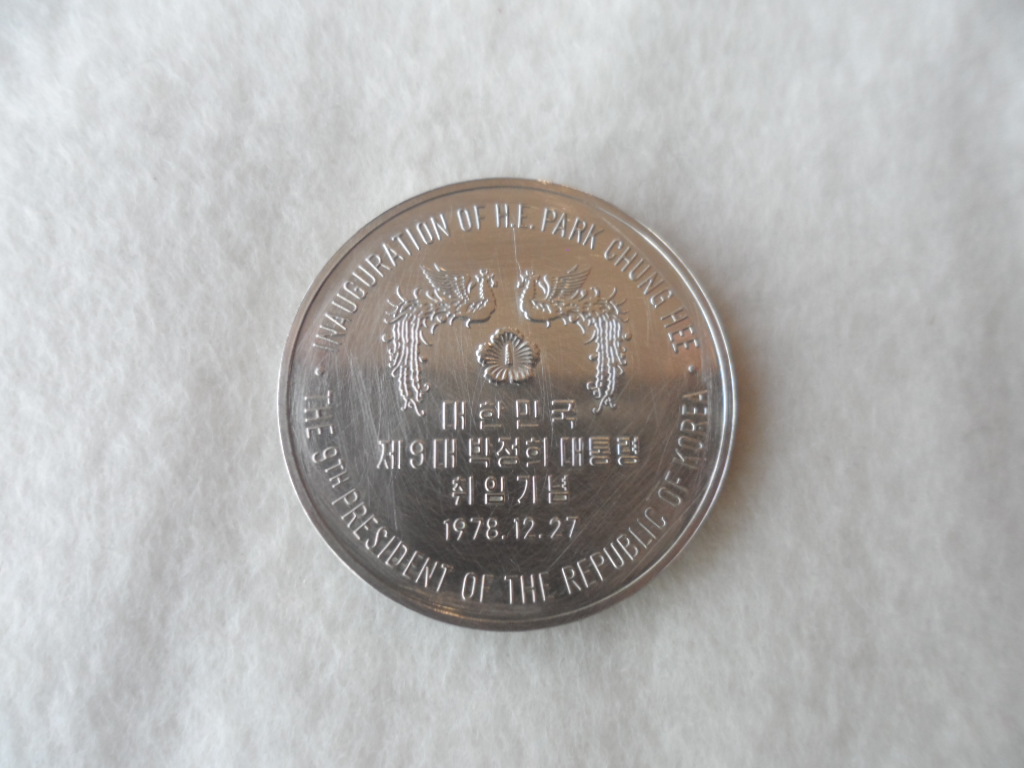 · INAUGURATION OF H.E. PARK CHUNG HEE ·
대한민국
제9대 박정희 대통령
취임기념
1978.12.27
THE 9TH PRESIDENT OF THE REPUBLIC OF KOREA